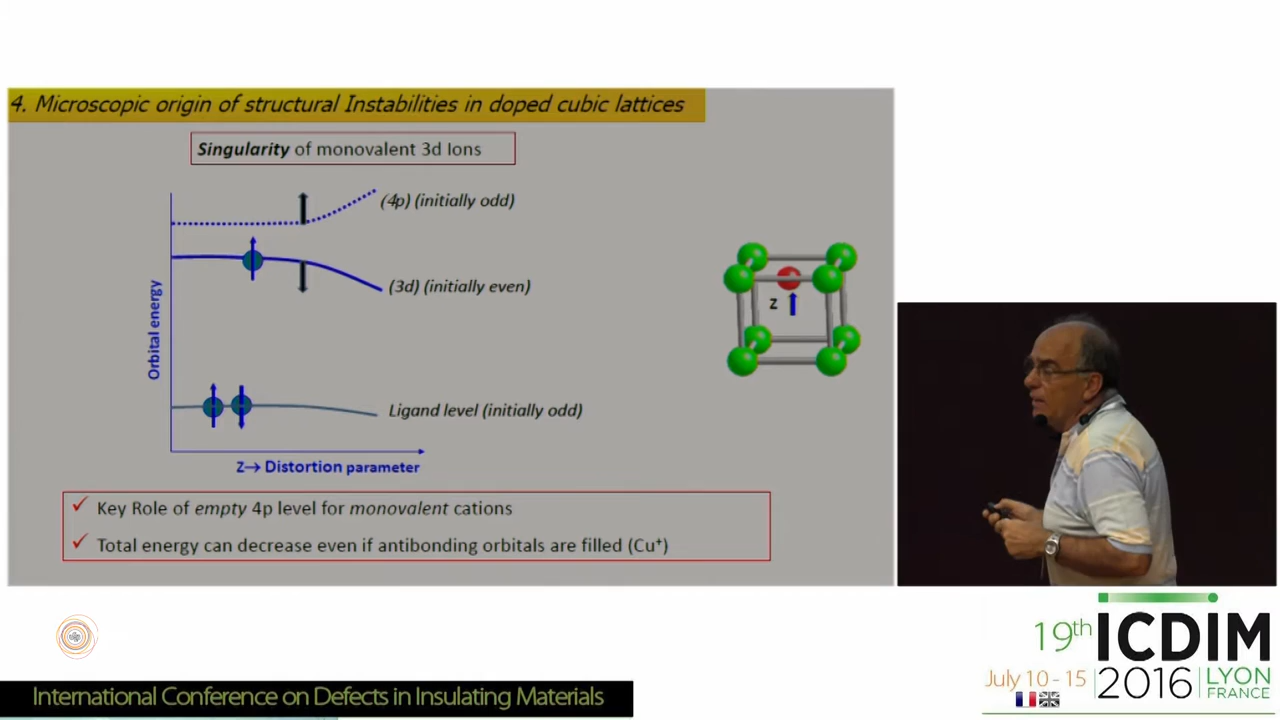 4. Microscopic origin of structural Instabilities in doped cubic lattices
Singularity of monovalent 3d Ions
(4p) (initially odd)
(3d) (initially even)
Orbital energy
Ligand level (initially odd)
Z→ Distortion parameter
z
✓ Key Role of empty 4p level for monovalent cations
✓ Total energy can decrease even if antibonding orbitals are filled (Cu⁺)
19th ICDIM
July 10 - 15 2016 LYON
FRANCE
International Conference on Defects in Insulating Materials